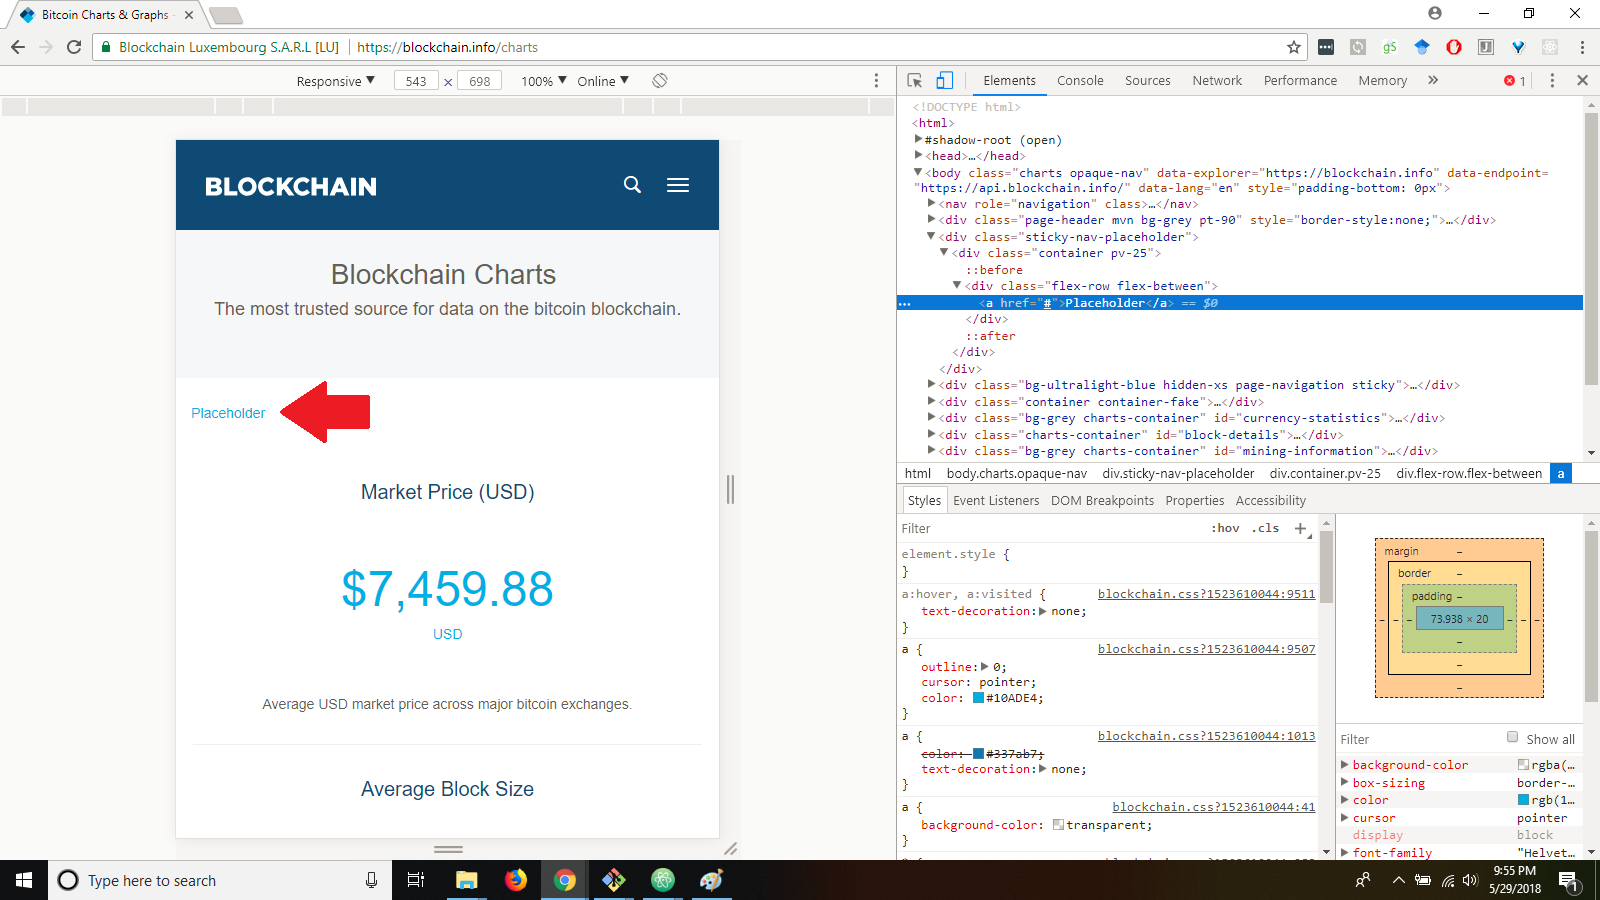 Bitcoin Charts & Graphs -
Blockchain Luxembourg S.A.R.L [LU]
https://blockchain.info/charts
gS
J
Responsive ▼ 543 × 698 100% ▼ Online ▼
BLOCKCHAIN
Blockchain Charts
The most trusted source for data on the bitcoin blockchain.
Placeholder
Market Price (USD)
$7,459.88
USD
Average USD market price across major bitcoin exchanges.
Average Block Size
Elements Console Sources Network Performance Memory » 1
<!DOCTYPE html>
<html>
▶#shadow-root (open)
▶<head>…</head>
▼<body class="charts opaque-nav" data-explorer="https://blockchain.info" data-endpoint=
"https://api.blockchain.info/" data-lang="en" style="padding-bottom: 0px">
▶<nav role="navigation" class>…</nav>
▶<div class="page-header mvn bg-grey pt-90" style="border-style:none;">…</div>
▼<div class="sticky-nav-placeholder">
▼<div class="container pv-25">
::before
▼<div class="flex-row flex-between">
… <a href="#">Placeholder</a> == $0
</div>
::after
</div>
</div>
▶<div class="bg-ultralight-blue hidden-xs page-navigation sticky">…</div>
▶<div class="container container-fake">…</div>
▶<div class="bg-grey charts-container" id="currency-statistics">…</div>
▶<div class="charts-container" id="block-details">…</div>
▶<div class="bg-grey charts-container" id="mining-information">…</div>
html body.charts.opaque-nav div.sticky-nav-placeholder div.container.pv-25 div.flex-row.flex-between a
Styles Event Listeners DOM Breakpoints Properties Accessibility
Filter :hov .cls +
element.style {
}
a:hover, a:visited { blockchain.css?1523610044:9511
text-decoration:▶ none;
}
a { blockchain.css?1523610044:9507
outline:▶ 0;
cursor: pointer;
color: #10ADE4;
}
a { blockchain.css?1523610044:1013
color: #337ab7;
text-decoration:▶ none;
}
a { blockchain.css?1523610044:41
background-color: transparent;
}
margin –
border –
padding –
– – – 73.938 × 20 – – –
–
–
–
Filter Show all
▶ background-color rgba(…
▶ box-sizing border-…
▶ color rgb(1…
▶ cursor pointer
display block
▶ font-family "Helvet…
Type here to search
9:55 PM
5/29/2018
1